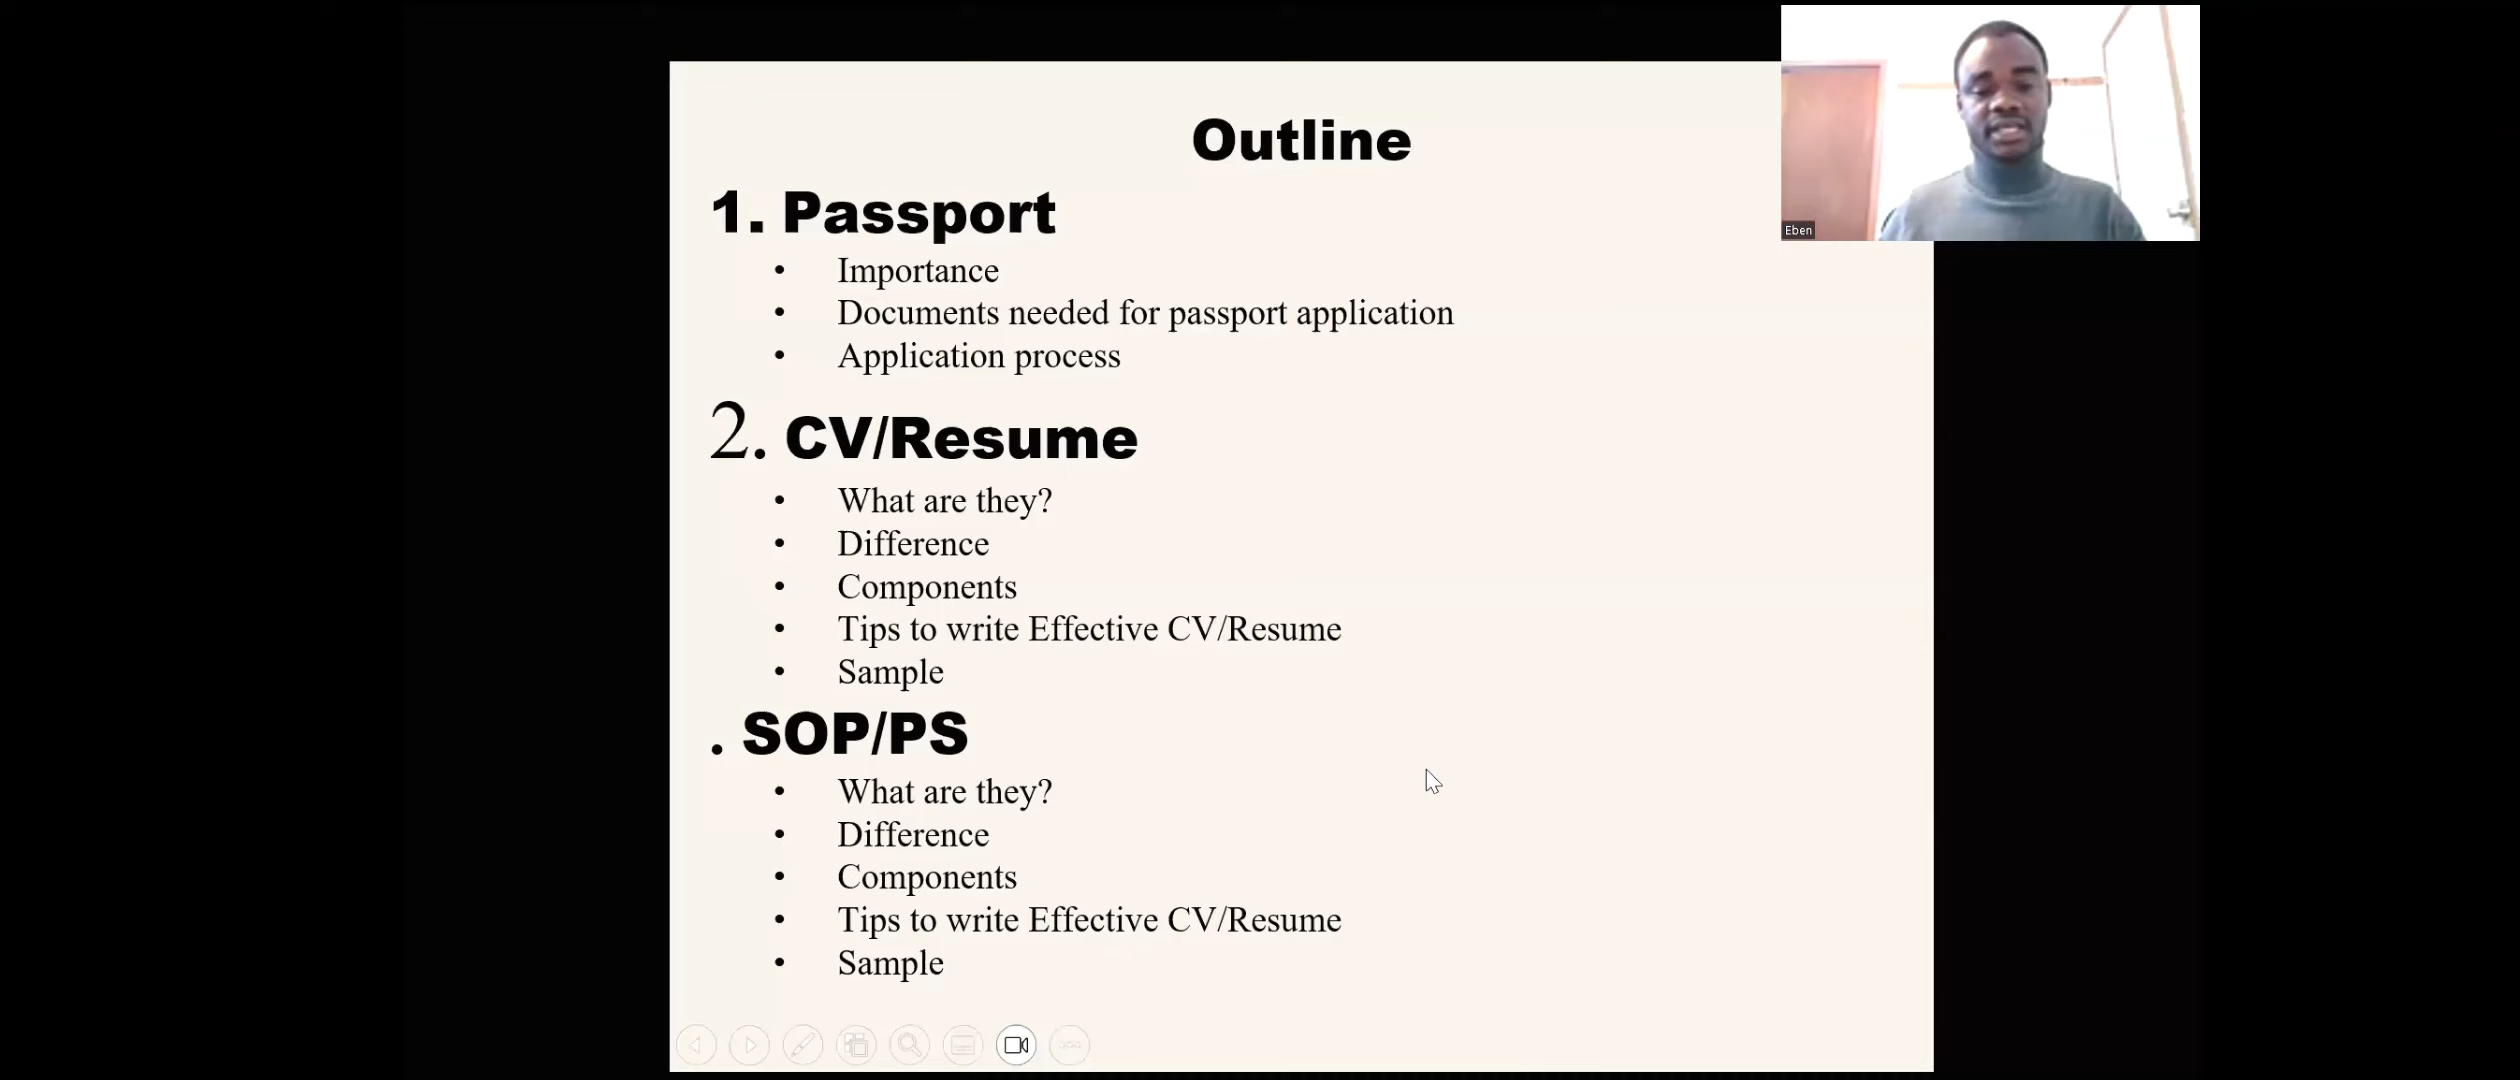 Outline
1. Passport
• Importance
• Documents needed for passport application
• Application process
2. CV/Resume
• What are they?
• Difference
• Components
• Tips to write Effective CV/Resume
• Sample
. SOP/PS
• What are they?
• Difference
• Components
• Tips to write Effective CV/Resume
• Sample
Eben